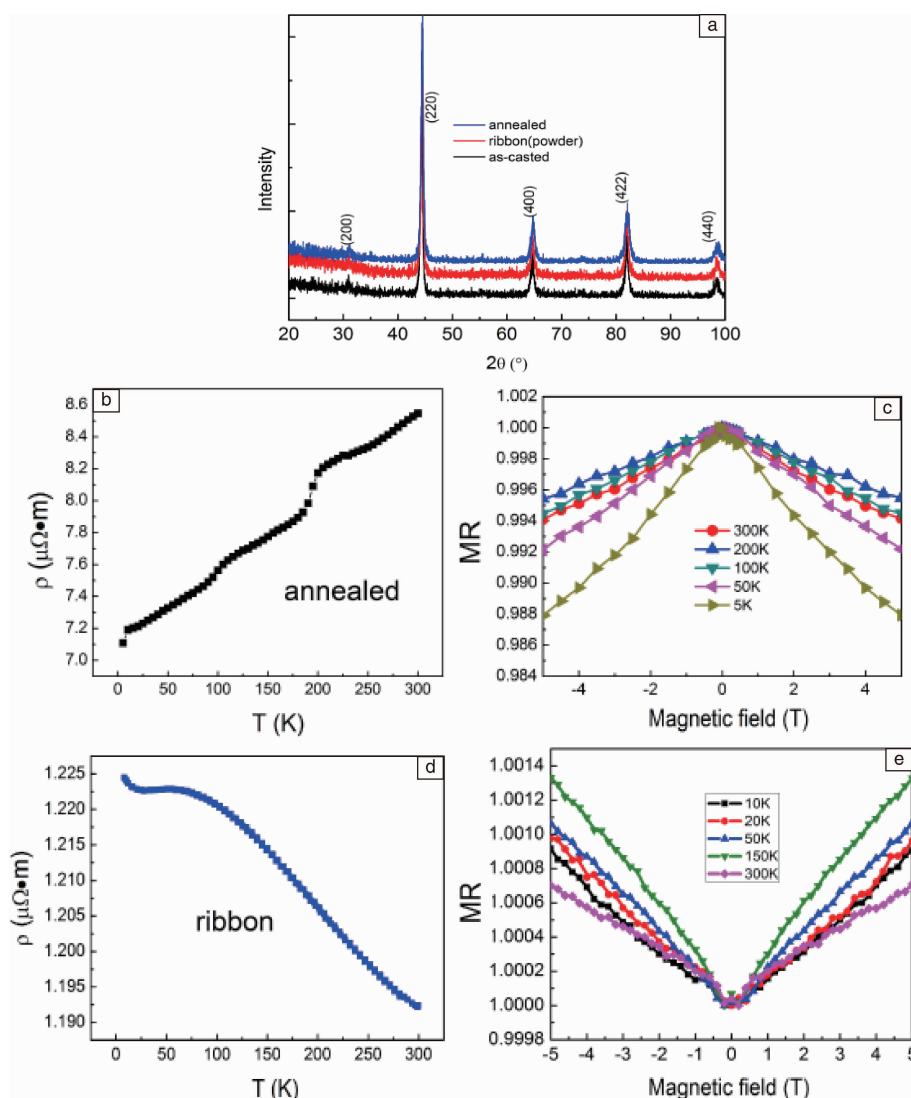 a
(220)
annealed
ribbon(powder)
as-casted
(200)
(400)
(422)
(440)
Intensity
20 30 40 50 60 70 80 90 100
2θ (°)
b
8.6
8.4
8.2
8.0
7.8
7.6
7.4
7.2
7.0
ρ (μΩ•m)
annealed
0 25 50 75 100 125 150 175 200 225 250 275 300
T (K)
c
1.002
1.000
0.998
0.996
0.994
0.992
0.990
0.988
0.986
0.984
MR
300K
200K
100K
50K
5K
-4 -2 0 2 4
Magnetic field (T)
d
1.225
1.220
1.215
1.210
1.205
1.200
1.195
1.190
ρ (μΩ•m)
ribbon
0 50 100 150 200 250 300
T (K)
e
1.0014
1.0012
1.0010
1.0008
1.0006
1.0004
1.0002
1.0000
0.9998
MR
10K
20K
50K
150K
300K
-5 -4 -3 -2 -1 0 1 2 3 4 5
Magnetic field (T)